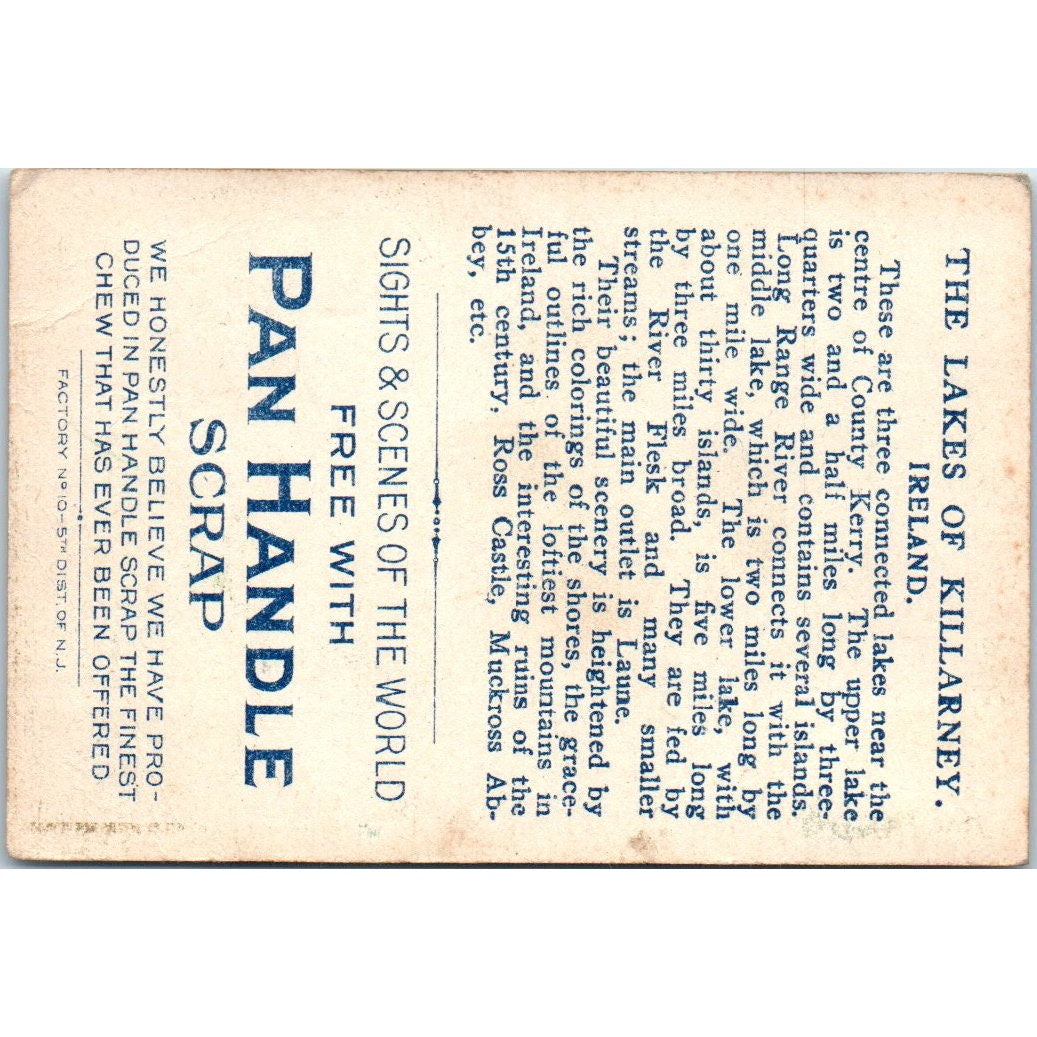 THE LAKES OF KILLARNEY.
IRELAND.
These are three connected lakes near the
centre of County Kerry. The upper lake
is two and a half miles long by three-
quarters wide and contains several islands.
Long Range River connects it with the
middle lake, which is two miles long by
one mile wide. The lower lake, with
about thirty islands, is five miles long
by three miles broad. They are fed by
the River Flesk and many smaller
streams; the main outlet is Laune.
Their beautiful scenery is heightened by
the rich colorings of the shores, the grace-
ful outlines of the loftiest mountains in
Ireland, and the interesting ruins of the
15th century, Ross Castle, Muckross Ab-
bey, etc.
SIGHTS & SCENES OF THE WORLD
FREE WITH
PAN HANDLE
SCRAP
WE HONESTLY BELIEVE WE HAVE PRO-
DUCED IN PAN HANDLE SCRAP THE FINEST
CHEW THAT HAS EVER BEEN OFFERED
FACTORY Nº 10-5TH DIST. OF N.J.